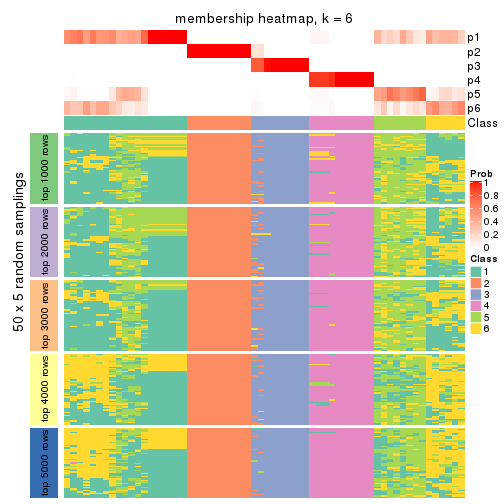 membership heatmap, k = 6
p1
p2
p3
p4
p5
p6
Class
50 x 5 random samplings
top 1000 rows
top 2000 rows
top 3000 rows
top 4000 rows
top 5000 rows
Prob
1
0.8
0.6
0.4
0.2
0
Class
1
2
3
4
5
6